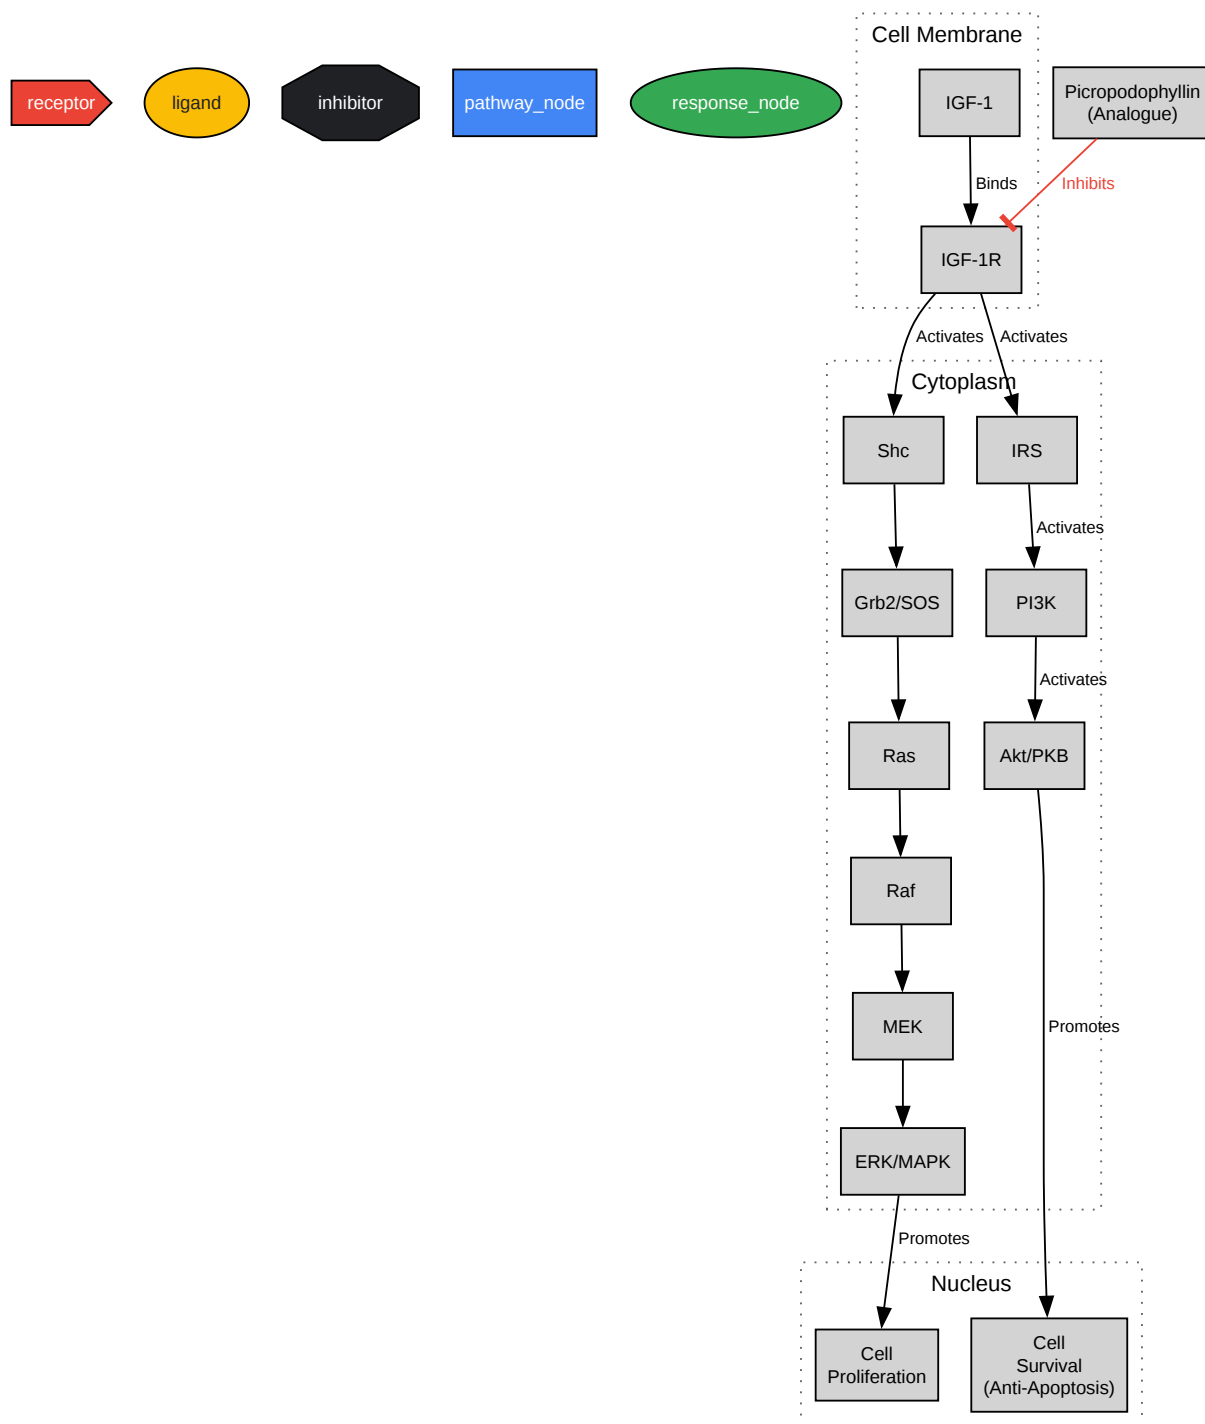 Cell Membrane
receptor
ligand
inhibitor
pathway_node
response_node
IGF-1
Picropodophyllin
(Analogue)
Binds
Inhibits
IGF-1R
Activates
Activates
Cytoplasm
Shc
IRS
Activates
Grb2/SOS
PI3K
Activates
Ras
Akt/PKB
Raf
MEK
Promotes
ERK/MAPK
Promotes
Nucleus
Cell
Proliferation
Cell
Survival
(Anti-Apoptosis)